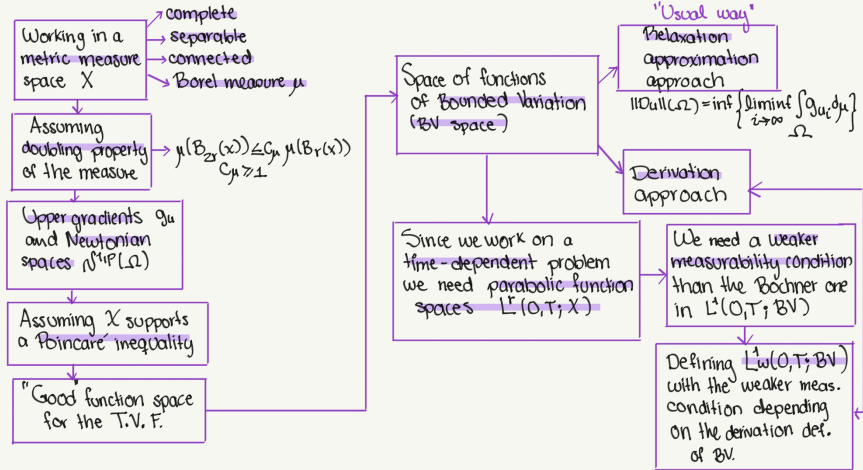 Working in a
metric measure
space X
complete
separable
connected
Borel measure μ
Assuming
doubling property
of the measure
μ(B₂ᵣ(x)) ≤ Cμ μ(Bᵣ(x))
Cμ ≥ 1
Upper gradients gᵤ
and Newtonian
spaces N^{1,p}(Ω)
Assuming X supports
a Poincaré inequality
"Good" function space
for the T.V.F.
Space of functions
of Bounded Variation
(BV space)
"Usual way"
Relaxation
approximation
approach
||Du||(Ω) = inf { liminf_{i→∞} ∫_Ω g_{u_i} dμ }
Derivation
approach
Since we work on a
time-dependent problem
we need parabolic function
spaces L^r(0,T; X)
We need a weaker
measurability condition
than the Bochner one
in L¹(0,T; BV)
Defining L¹w(0,T; BV)
with the weaker meas.
condition depending
on the derivation def.
of BV.